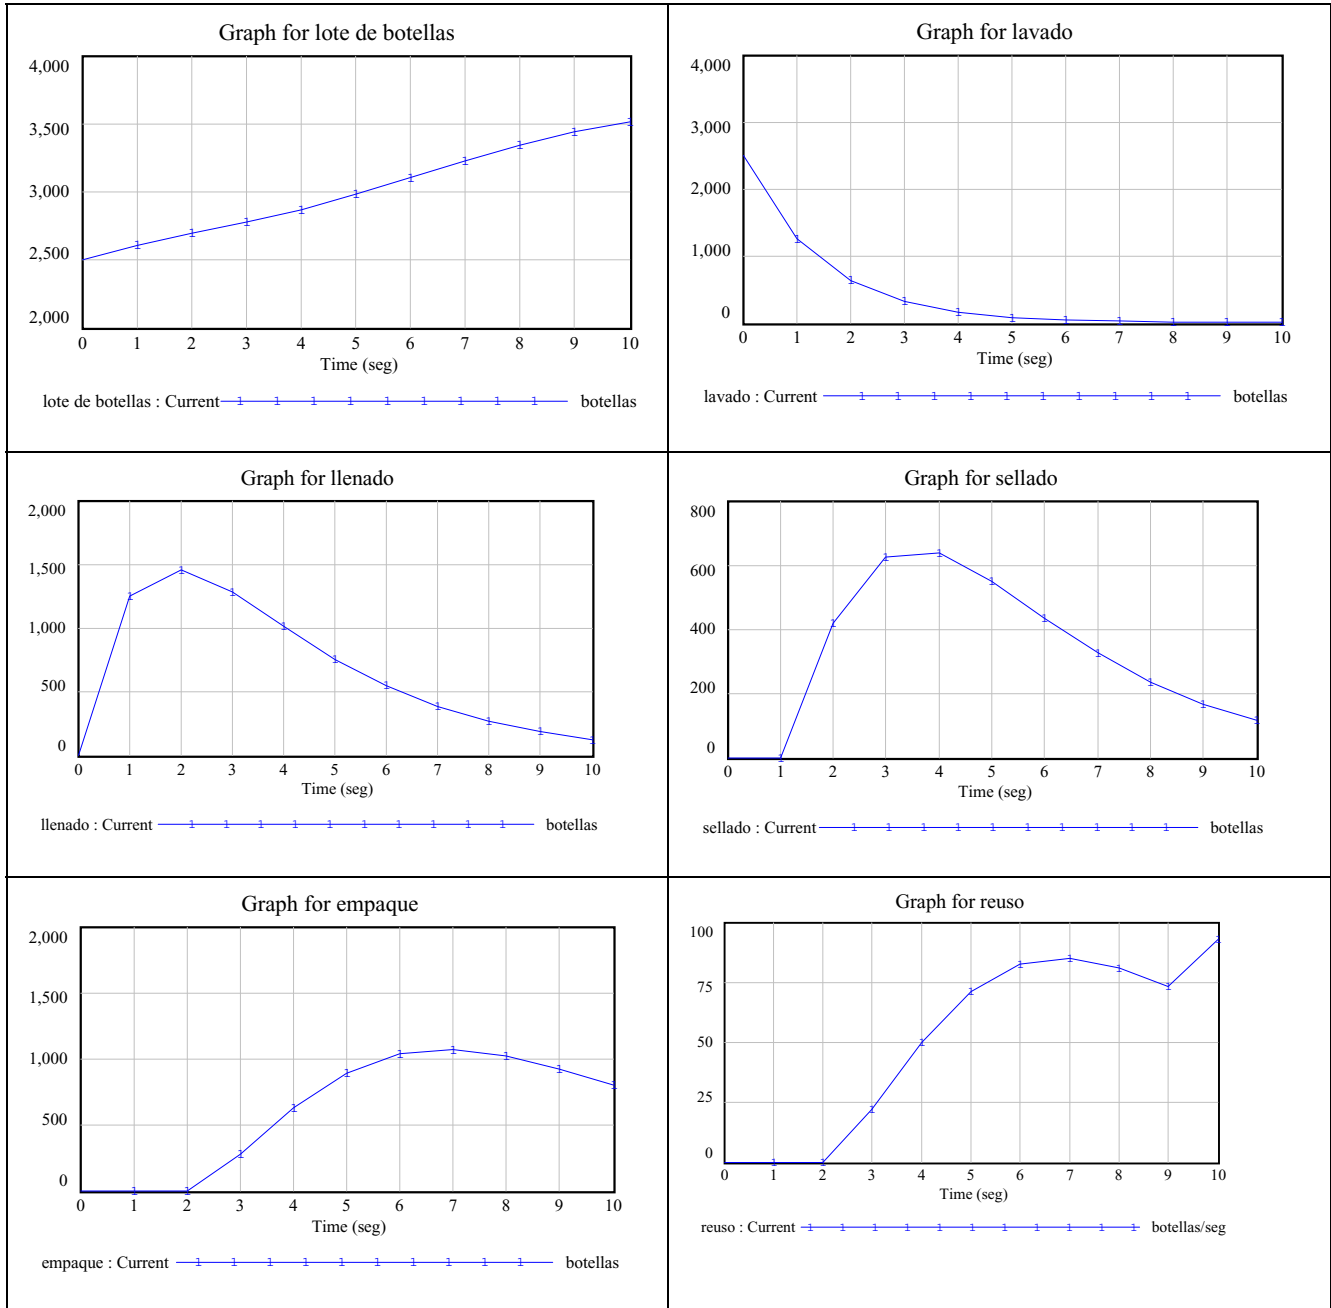 Graph for lote de botellas
4,000
3,500
3,000
2,500
2,000
0 1 2 3 4 5 6 7 8 9 10
Time (seg)
lote de botellas : Current 1 1 1 1 1 1 1 1 1 botellas
Graph for lavado
4,000
3,000
2,000
1,000
0
0 1 2 3 4 5 6 7 8 9 10
Time (seg)
lavado : Current 1 1 1 1 1 1 1 1 1 1 1 botellas
Graph for llenado
2,000
1,500
1,000
500
0
0 1 2 3 4 5 6 7 8 9 10
Time (seg)
llenado : Current 1 1 1 1 1 1 1 1 1 1 botellas
Graph for sellado
800
600
400
200
0
0 1 2 3 4 5 6 7 8 9 10
Time (seg)
sellado : Current 1 1 1 1 1 1 1 1 1 1 botellas
Graph for empaque
2,000
1,500
1,000
500
0
0 1 2 3 4 5 6 7 8 9 10
Time (seg)
empaque : Current 1 1 1 1 1 1 1 1 1 1 botellas
Graph for reuso
100
75
50
25
0
0 1 2 3 4 5 6 7 8 9 10
Time (seg)
reuso : Current 1 1 1 1 1 1 1 1 1 1 1 botellas/seg